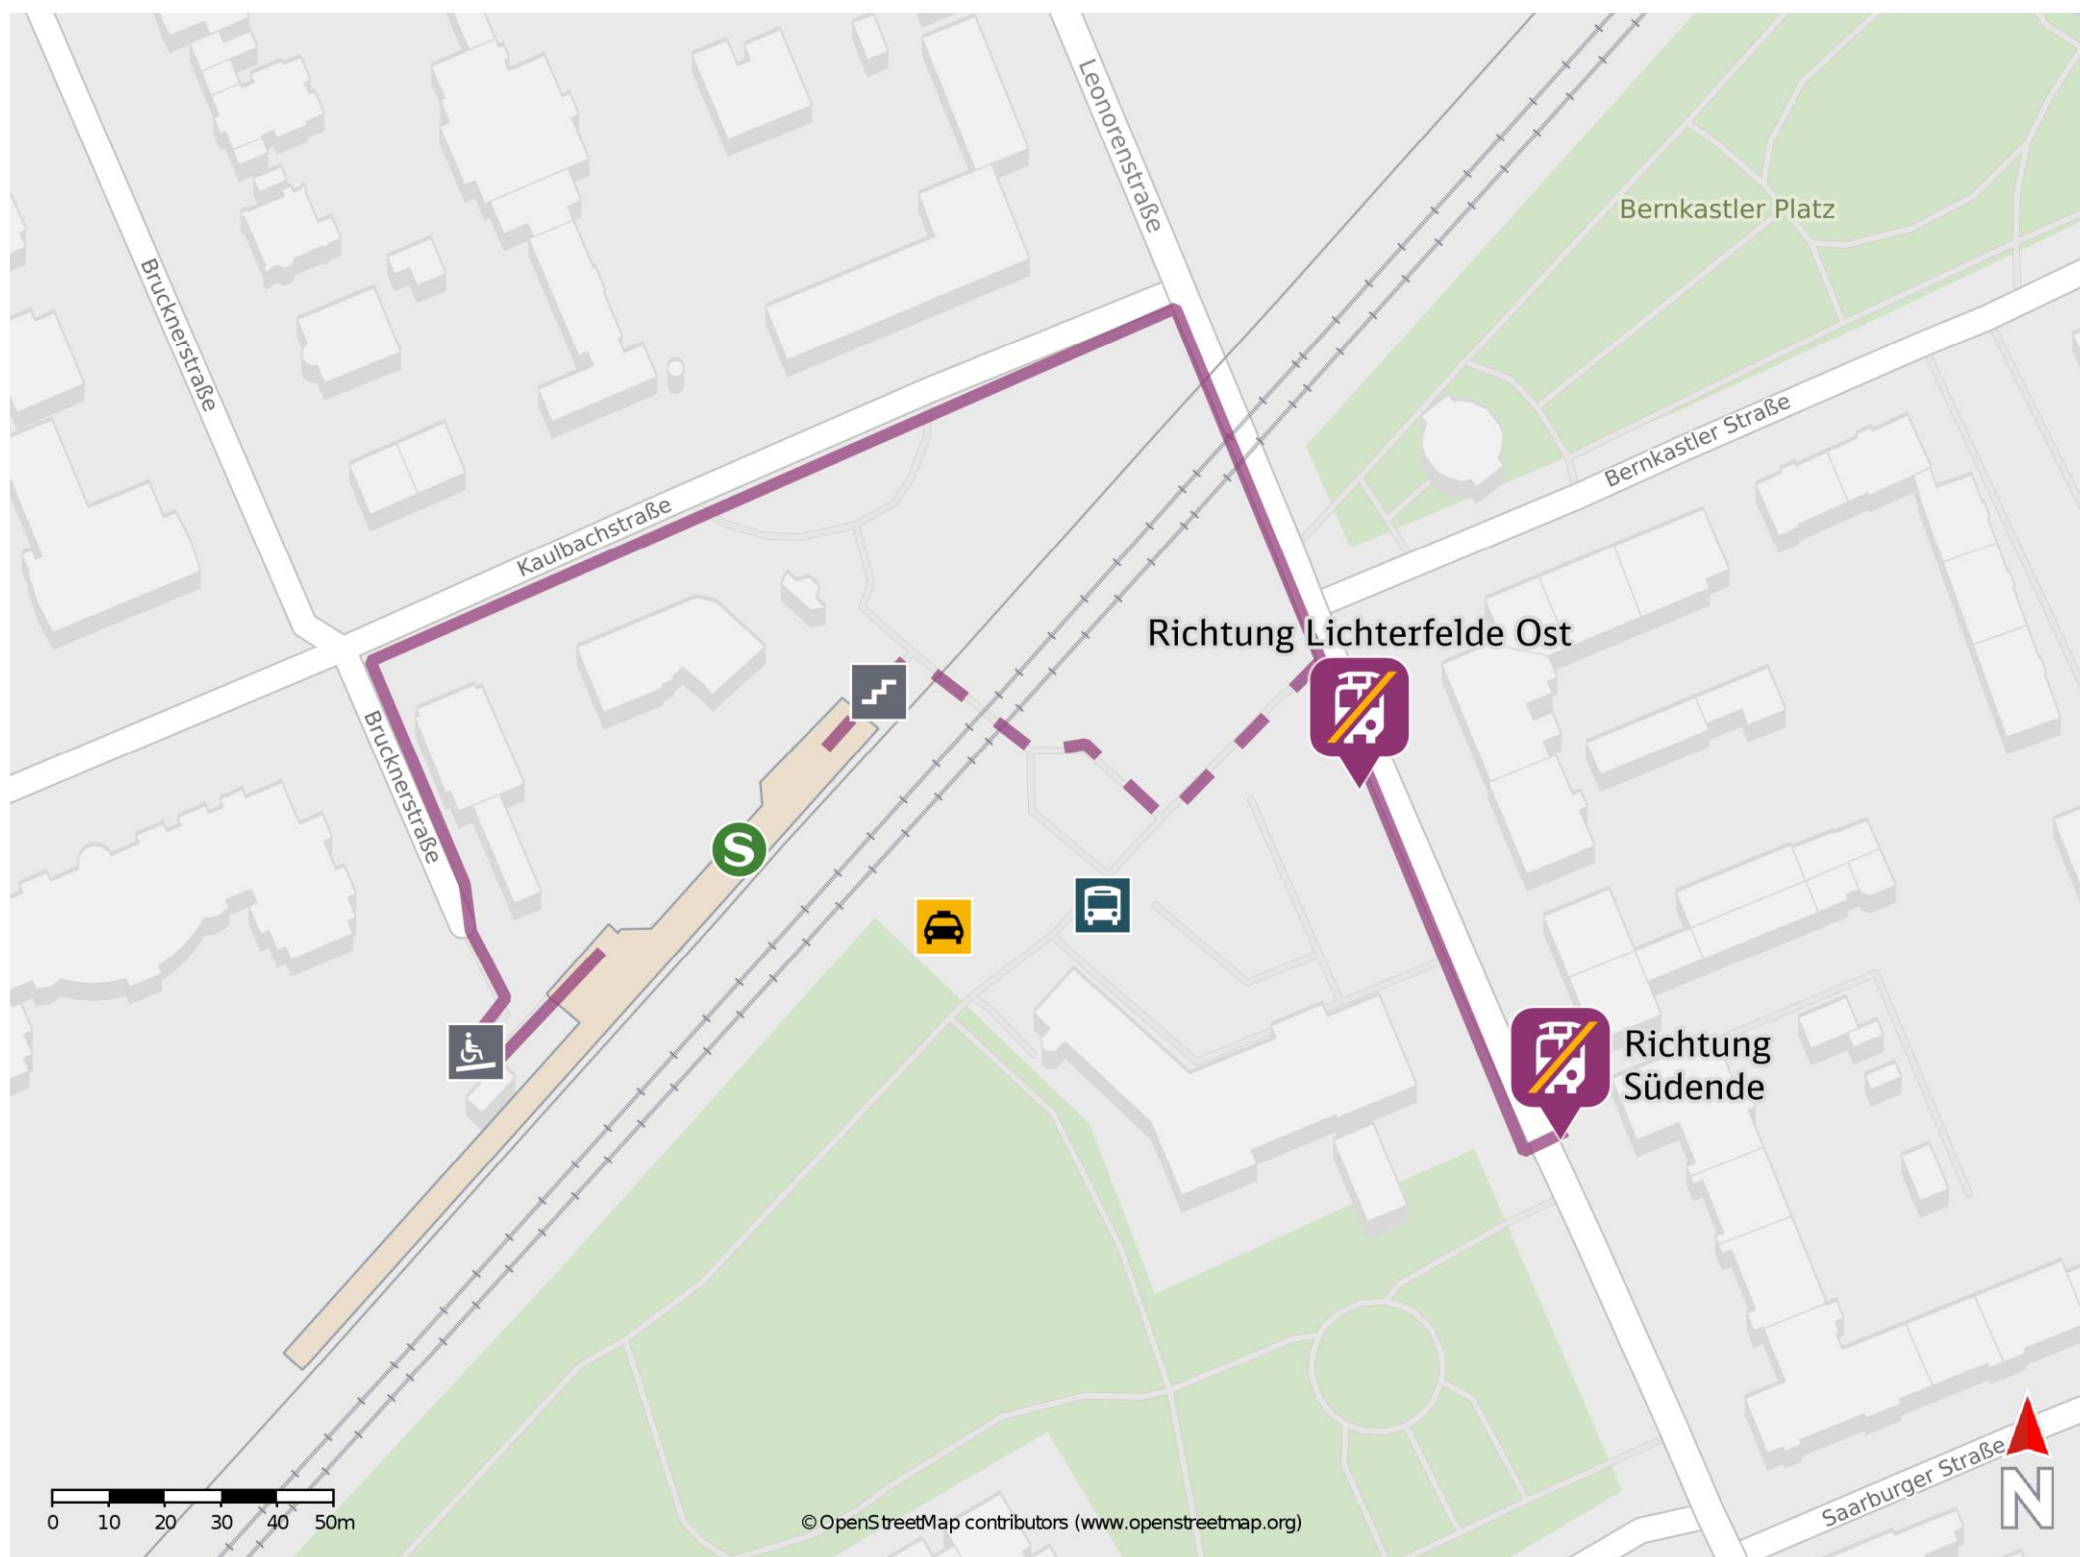 Leonorenstraße
Bernkastler Platz
Brucknerstraße
Bernkastler Straße
Kaulbachstraße
Richtung Lichterfelde Ost
Brucknerstraße
S
Richtung
Südende
Saarburger Straße
N
0 10 20 30 40 50m
© OpenStreetMap contributors (www.openstreetmap.org)